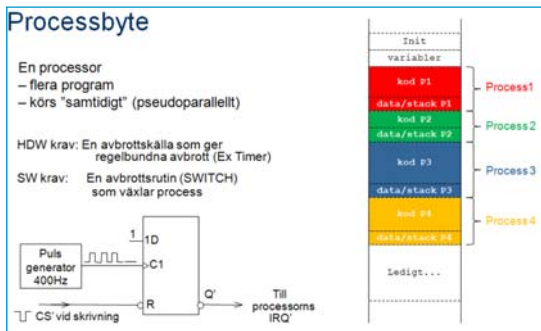 Processbyte
En processor
– flera program
– körs "samtidigt" (pseudoparallellt)
HDW krav: En avbrottskälla som ger
regelbundna avbrott (Ex Timer)
SW krav: En avbrottsrutin (SWITCH)
som växlar process
1
1D
Puls
generator
400Hz
C1
R
Q'
CS' vid skrivning
Till
processorns
IRQ'
Init
variabler
kod P1
data/stack P1
Process1
kod P2
data/stack P2
Process2
kod P3
data/stack P3
Process3
kod P4
data/stack P4
Process4
Ledigt...